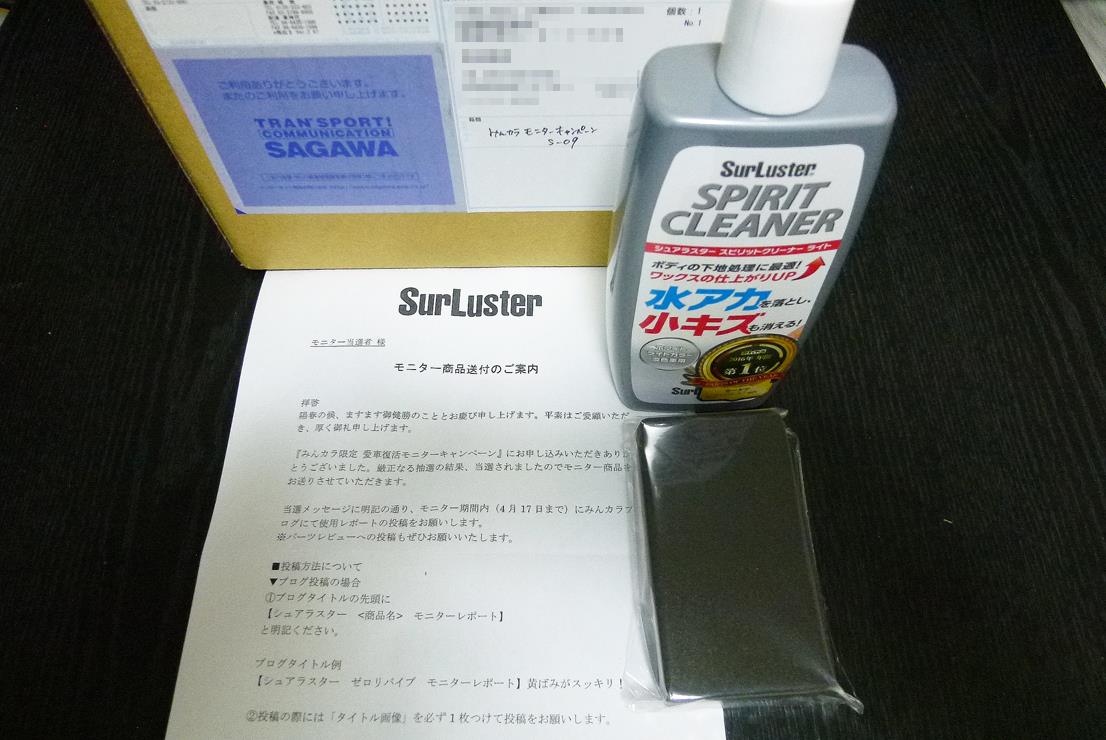 個数:1
No.1
ご利用ありがとうございます。
またのご利用をお願い申し上げます。
TRANSPORT!
COMMUNICATION
SAGAWA
みんカラ モニターキャンペーン
S-09
SurLuster
SPIRIT
CLEANER
シュアラスター スピリットクリーナー ライト
ボディの下地処理に最適!
ワックスの仕上がりUP
水アカを落とし、
小キズも消える!
ライトカラー
第1位
SurLuster
モニター当選者 様
モニター商品送付のご案内
拝啓
陽春の候、ますます御健勝のこととお慶び申し上げます。平素はご愛顧いただ
き、厚く御礼申し上げます。
『みんカラ限定 愛車復活モニターキャンペーン』にお申し込みいただきあり
とうございました。厳正なる抽選の結果、当選されましたのでモニター商品を
お送りさせていただきます。
当選メッセージに明記の通り、モニター期間内(4月17日まで)にみんカラブ
ログにて使用レポートの投稿をお願いします。
※パーツレビューへの投稿もぜひお願いいたします。
■投稿方法について
▼ブログ投稿の場合
①ブログタイトルの先頭に
【シュアラスター <商品名> モニターレポート】
と明記ください。
ブログタイトル例
【シュアラスター ゼロリバイブ モニターレポート】黄ばみがスッキリ!
②投稿の際には「タイトル画像」を必ず1枚つけて投稿をお願します。